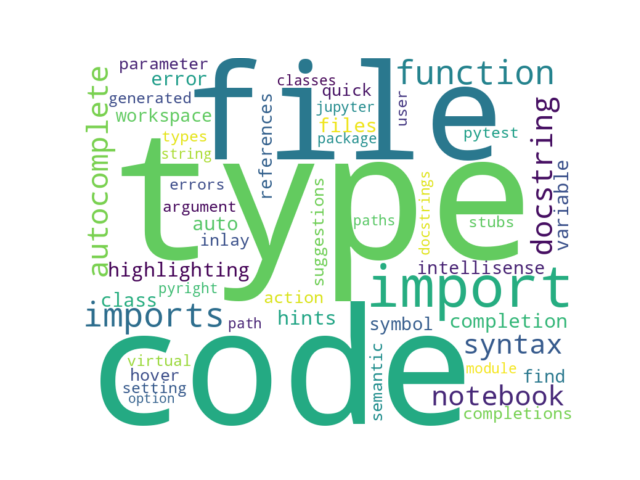 parameter
file
function
error
classes
quick
generated
autocomplete
workspace
references
jupyter
user
files
package
pytest
types
string
type
docstring
variable
errors
argument
auto
inlay
suggestions
paths
docstrings
stubs
highlighting
intellisense
pyright
class
action
import
imports
path
hints
symbol
completion
code
syntax
virtual
hover
setting
option
semantic
module
find
notebook
completions